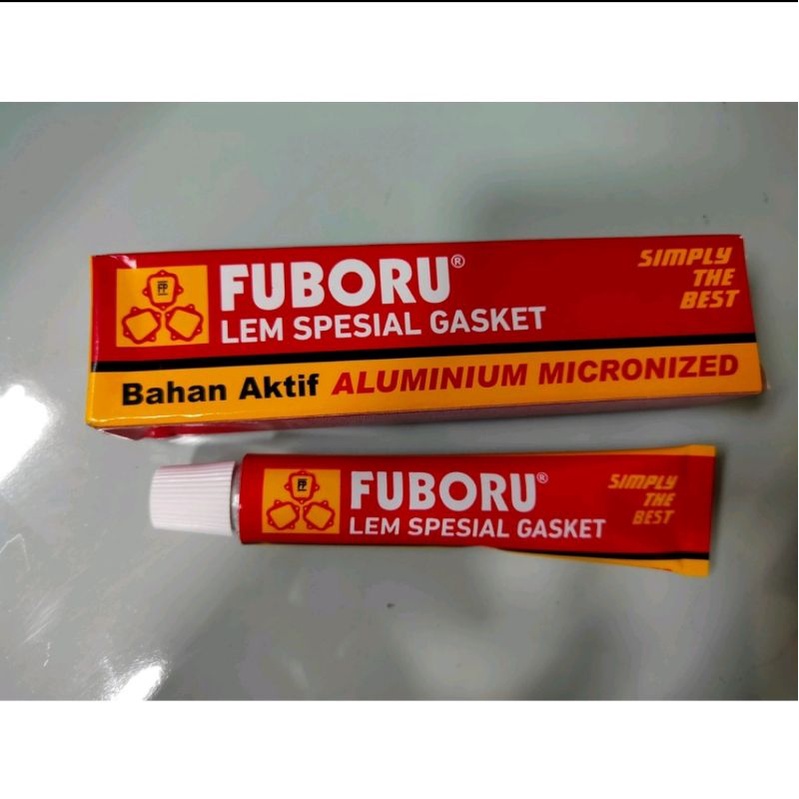 FUBORU®
LEM SPESIAL GASKET
SIMPLY
THE
BEST
Bahan Aktif ALUMINIUM MICRONIZED
FUBORU®
LEM SPESIAL GASKET
SIMPLY
THE
BEST